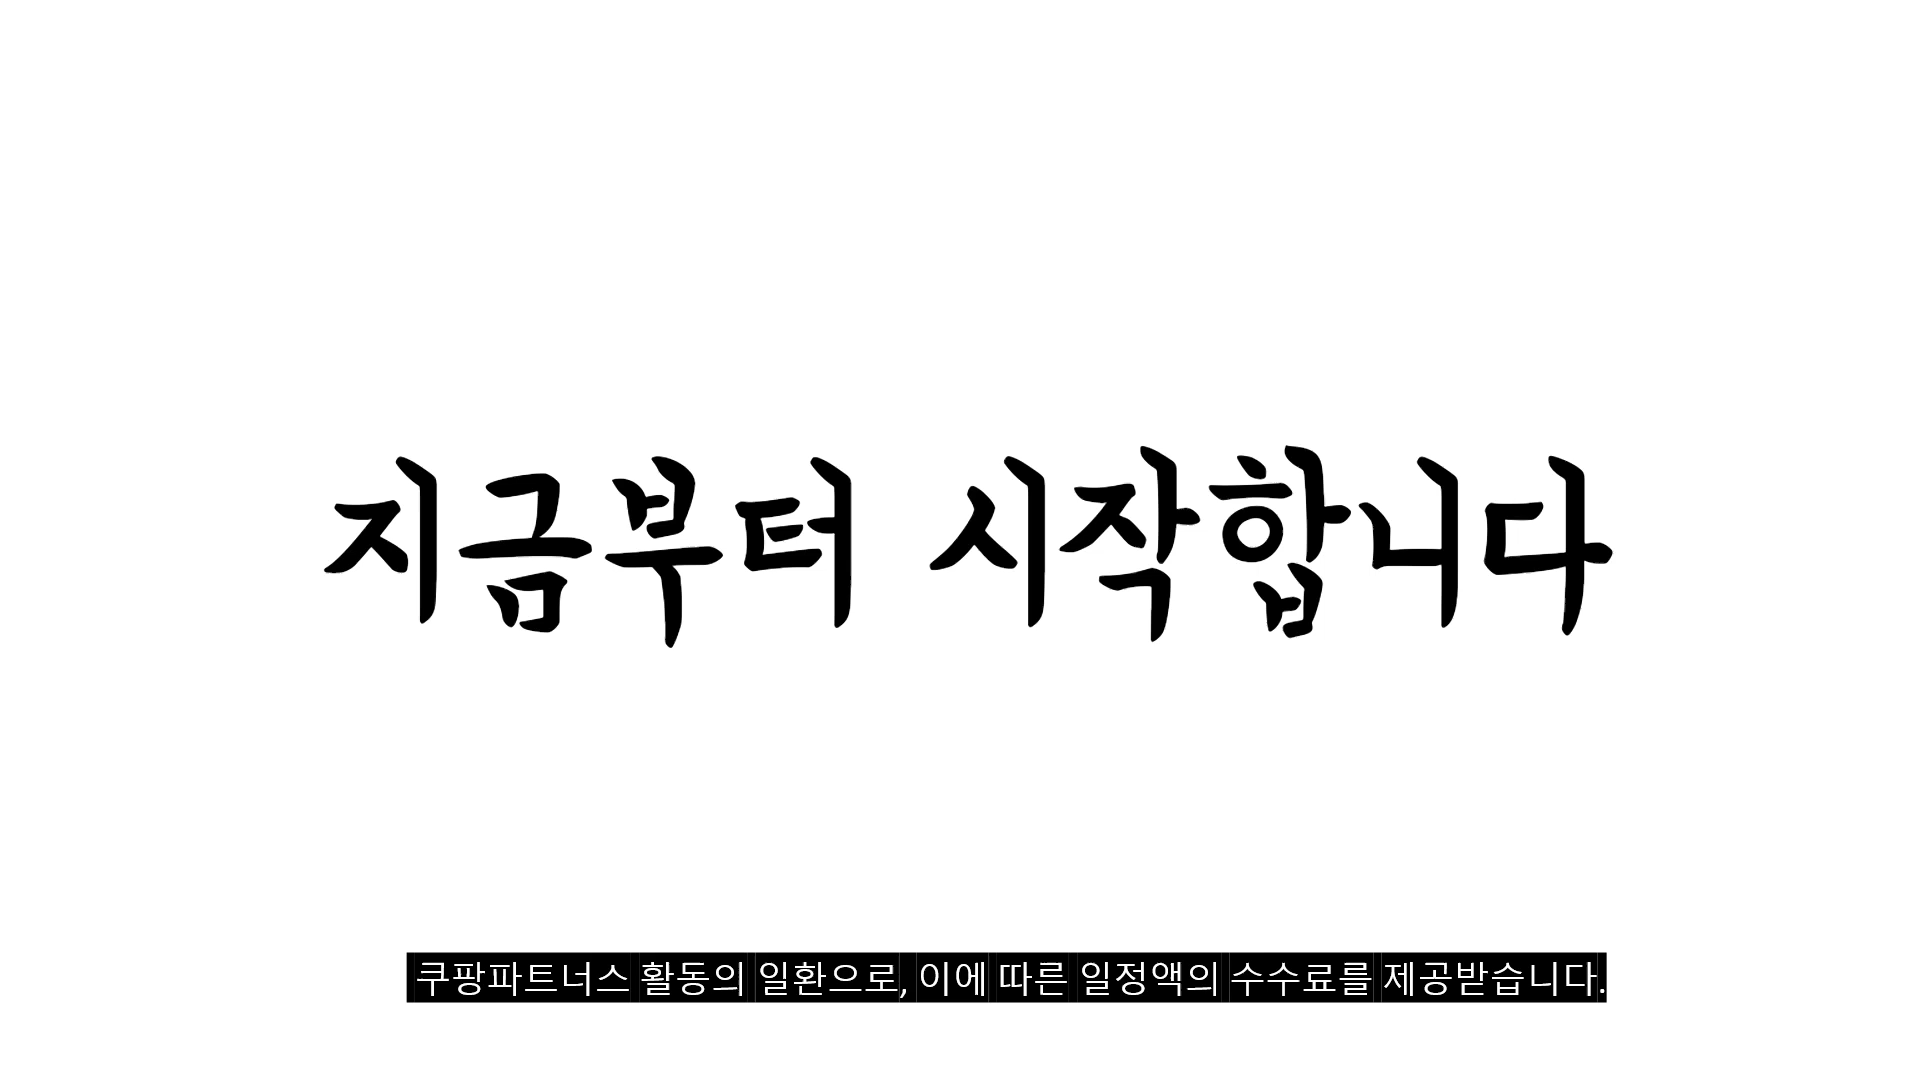 지금부터 시작합니다
쿠팡파트너스 활동의 일환으로, 이에 따른 일정액의 수수료를 제공받습니다.